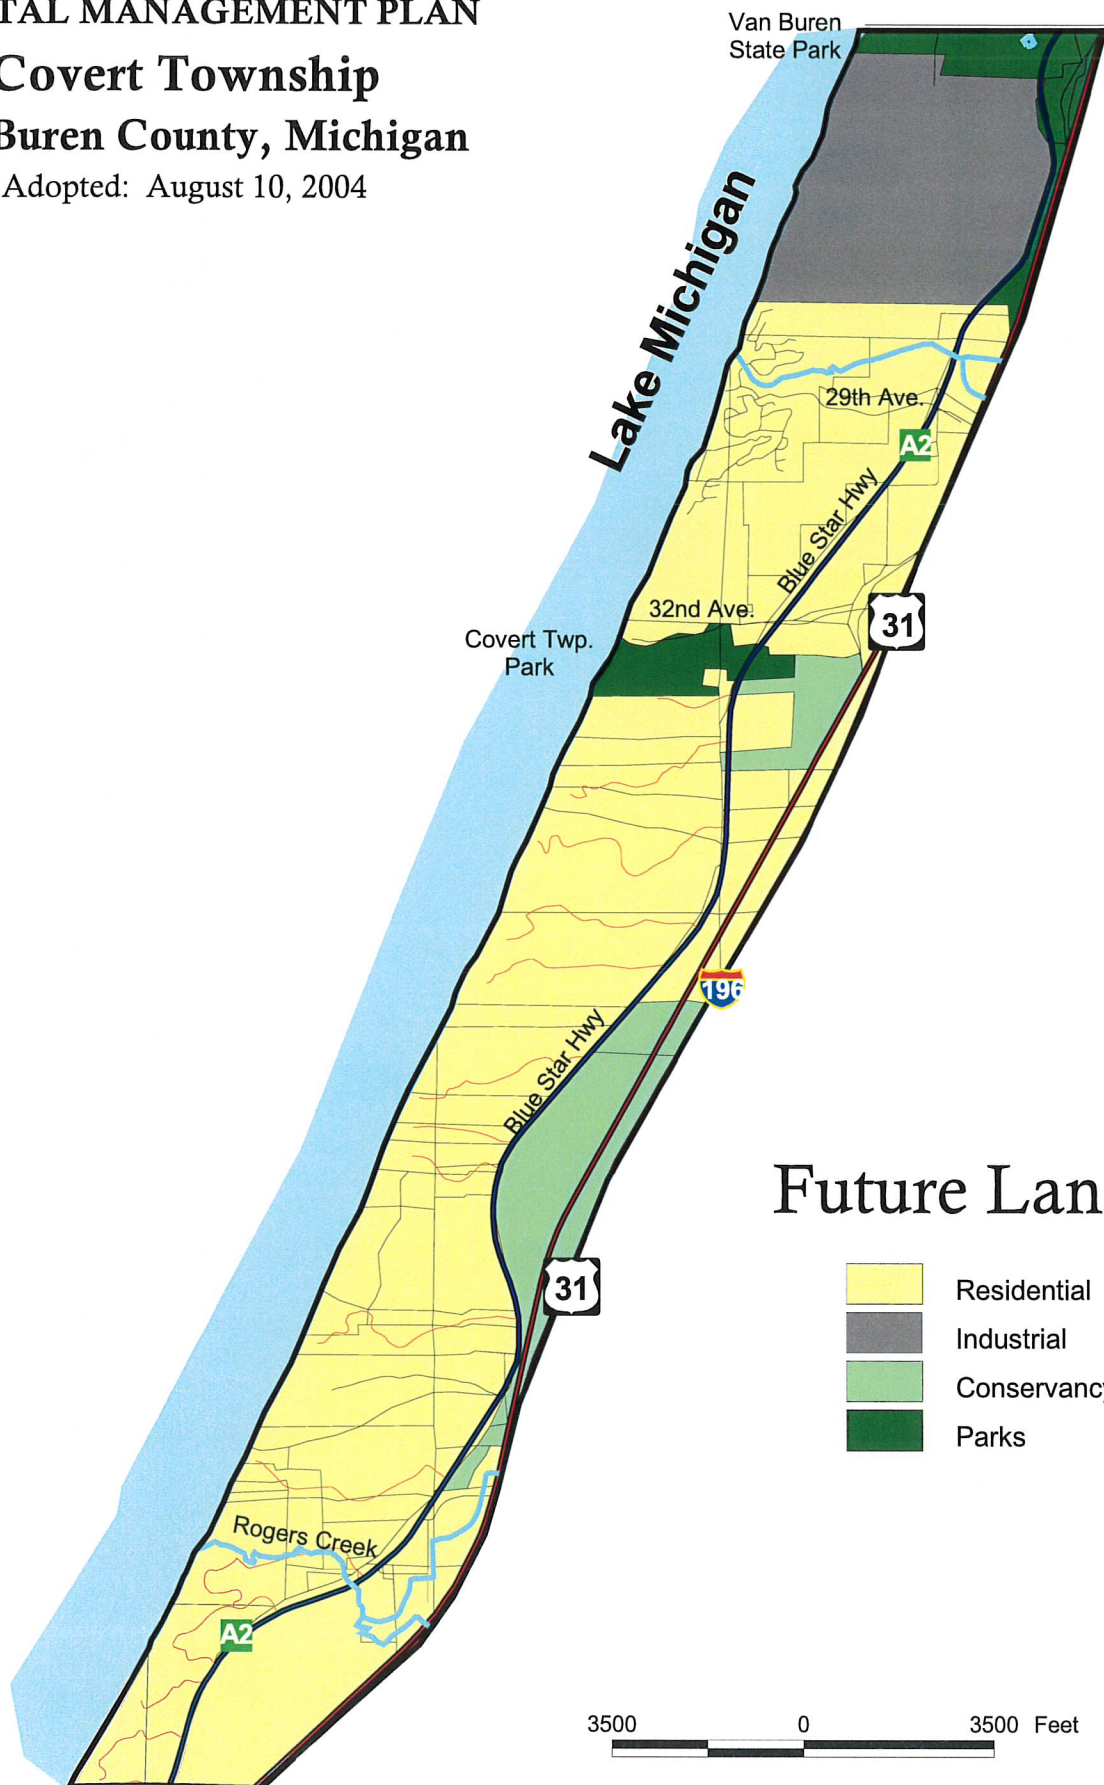 TAL MANAGEMENT PLAN
Covert Township
Buren County, Michigan
Adopted: August 10, 2004
Van Buren
State Park
Lake Michigan
29th Ave.
A2
Blue Star Hwy
32nd Ave.
31
Covert Twp.
Park
196
Blue Star Hwy
31
Future Lan
Residential
Industrial
Conservancy
Parks
Rogers Creek
A2
3500 0 3500 Feet